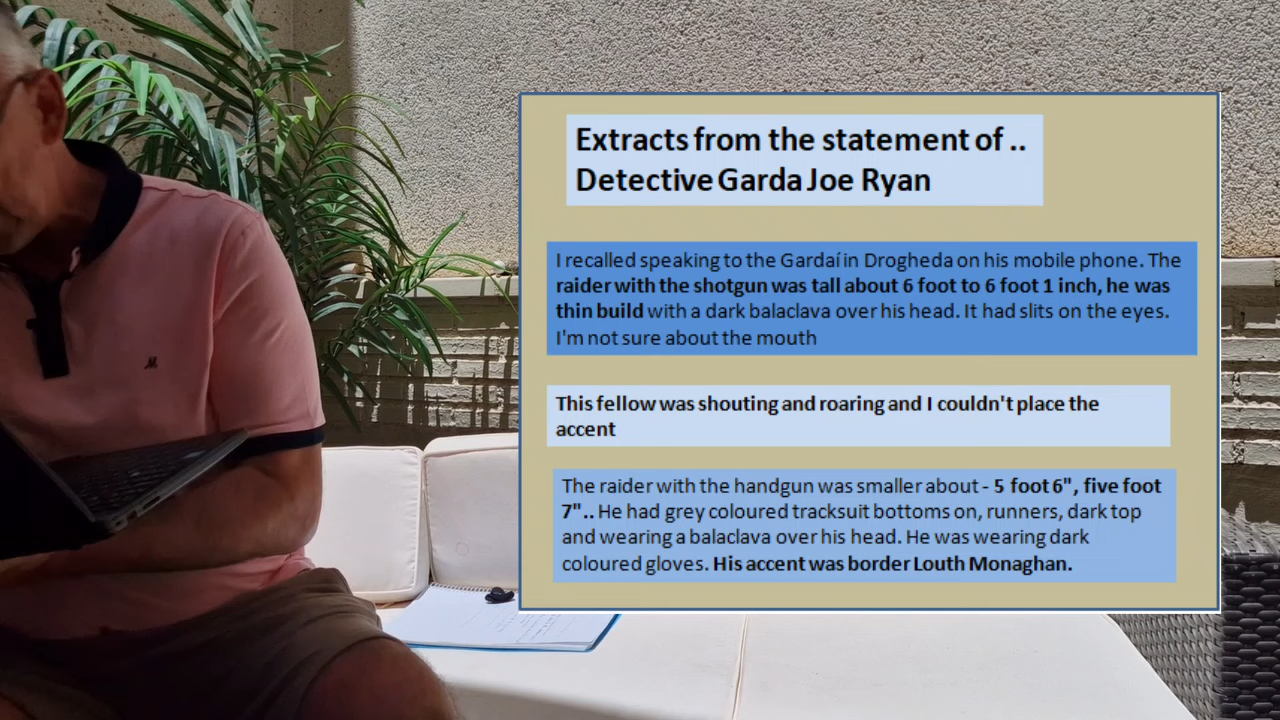 Extracts from the statement of ..
Detective Garda Joe Ryan
I recalled speaking to the Gardaí in Drogheda on his mobile phone. The
raider with the shotgun was tall about 6 foot to 6 foot 1 inch, he was
thin build with a dark balaclava over his head. It had slits on the eyes.
I'm not sure about the mouth
This fellow was shouting and roaring and I couldn't place the
accent
The raider with the handgun was smaller about - 5 foot 6", five foot
7".. He had grey coloured tracksuit bottoms on, runners, dark top
and wearing a balaclava over his head. He was wearing dark
coloured gloves. His accent was border Louth Monaghan.